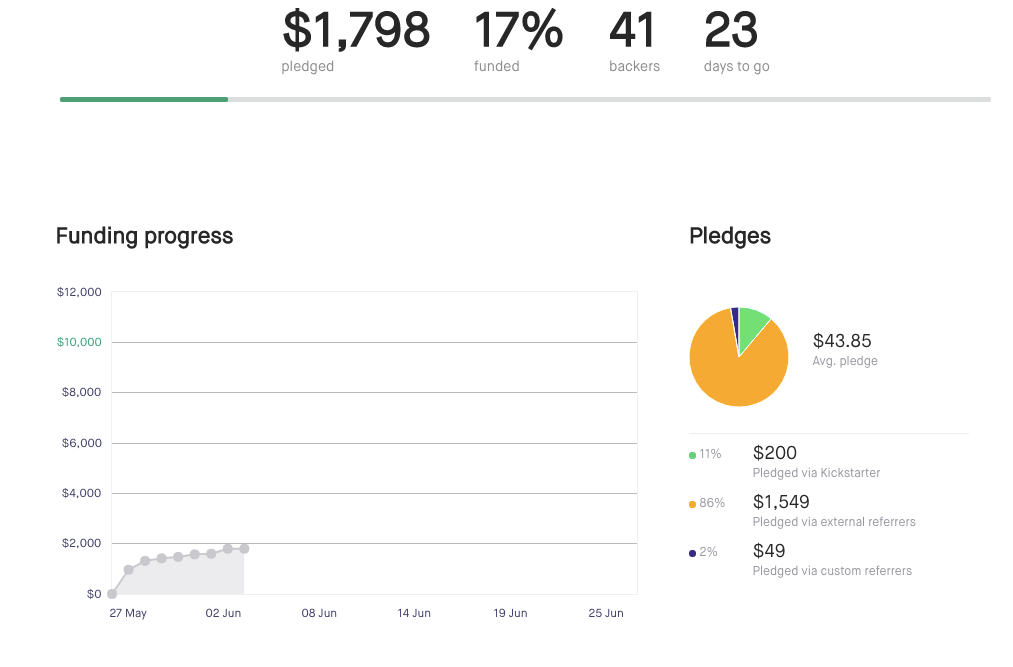 $1,798 17% 41 23
pledged funded backers days to go
Funding progress
Pledges
$12,000
$10,000
$8,000
$6,000
$4,000
$2,000
$0
27 May 02 Jun 08 Jun 14 Jun 19 Jun 25 Jun
$43.85
Avg. pledge
11% $200
Pledged via Kickstarter
86% $1,549
Pledged via external referrers
2% $49
Pledged via custom referrers